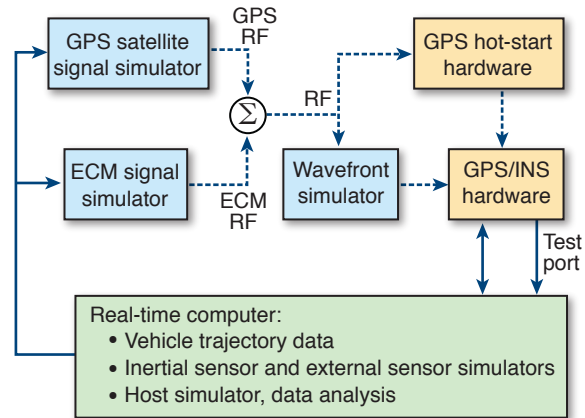 GPS satellite
signal simulator
GPS
RF
Σ
RF
GPS hot-start
hardware
ECM signal
simulator
ECM
RF
Wavefront
simulator
GPS/INS
hardware
Test
port
Real-time computer:
• Vehicle trajectory data
• Inertial sensor and external sensor simulators
• Host simulator, data analysis